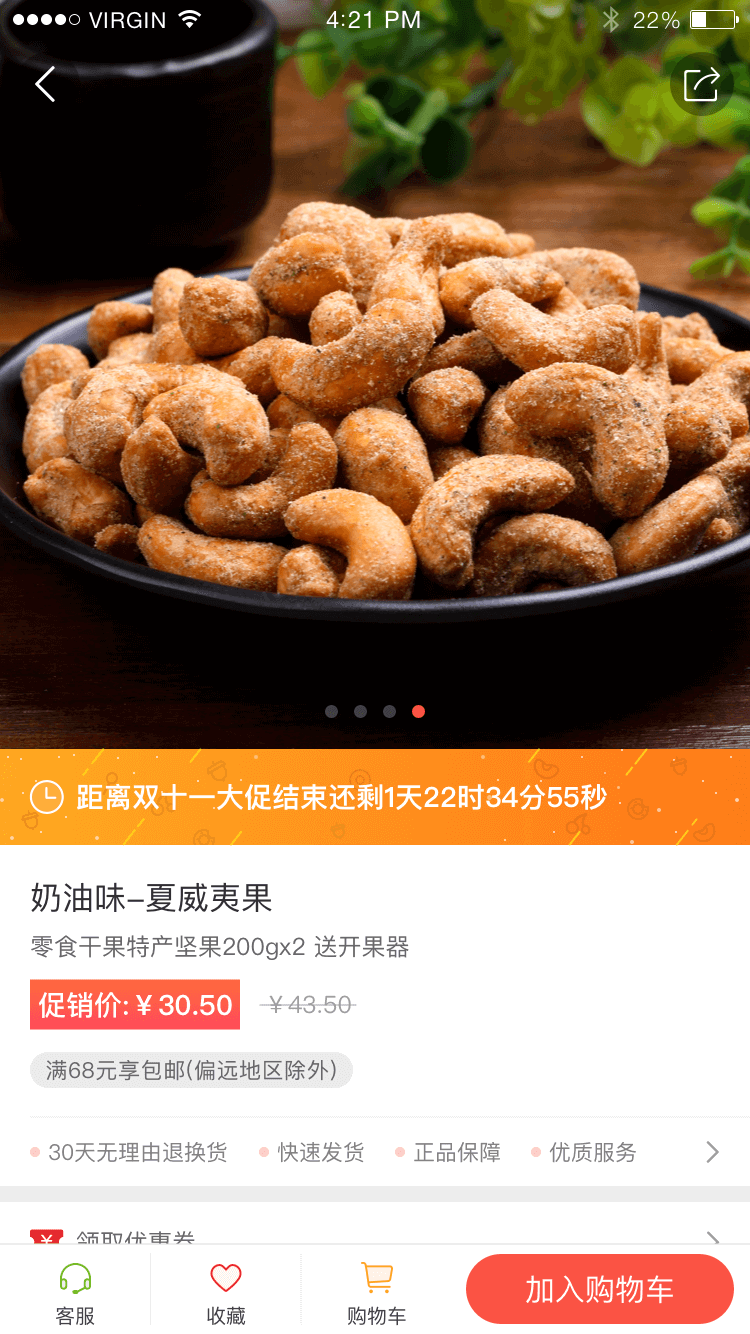 VIRGIN 4:21 PM 22%
距离双十一大促结束还剩1天22时34分55秒
奶油味–夏威夷果
零食干果特产坚果200gx2 送开果器
促销价:￥30.50 ￥43.50
满68元享包邮(偏远地区除外)
30天无理由退换货 快速发货 正品保障 优质服务
领取优惠券
客服 收藏 购物车 加入购物车